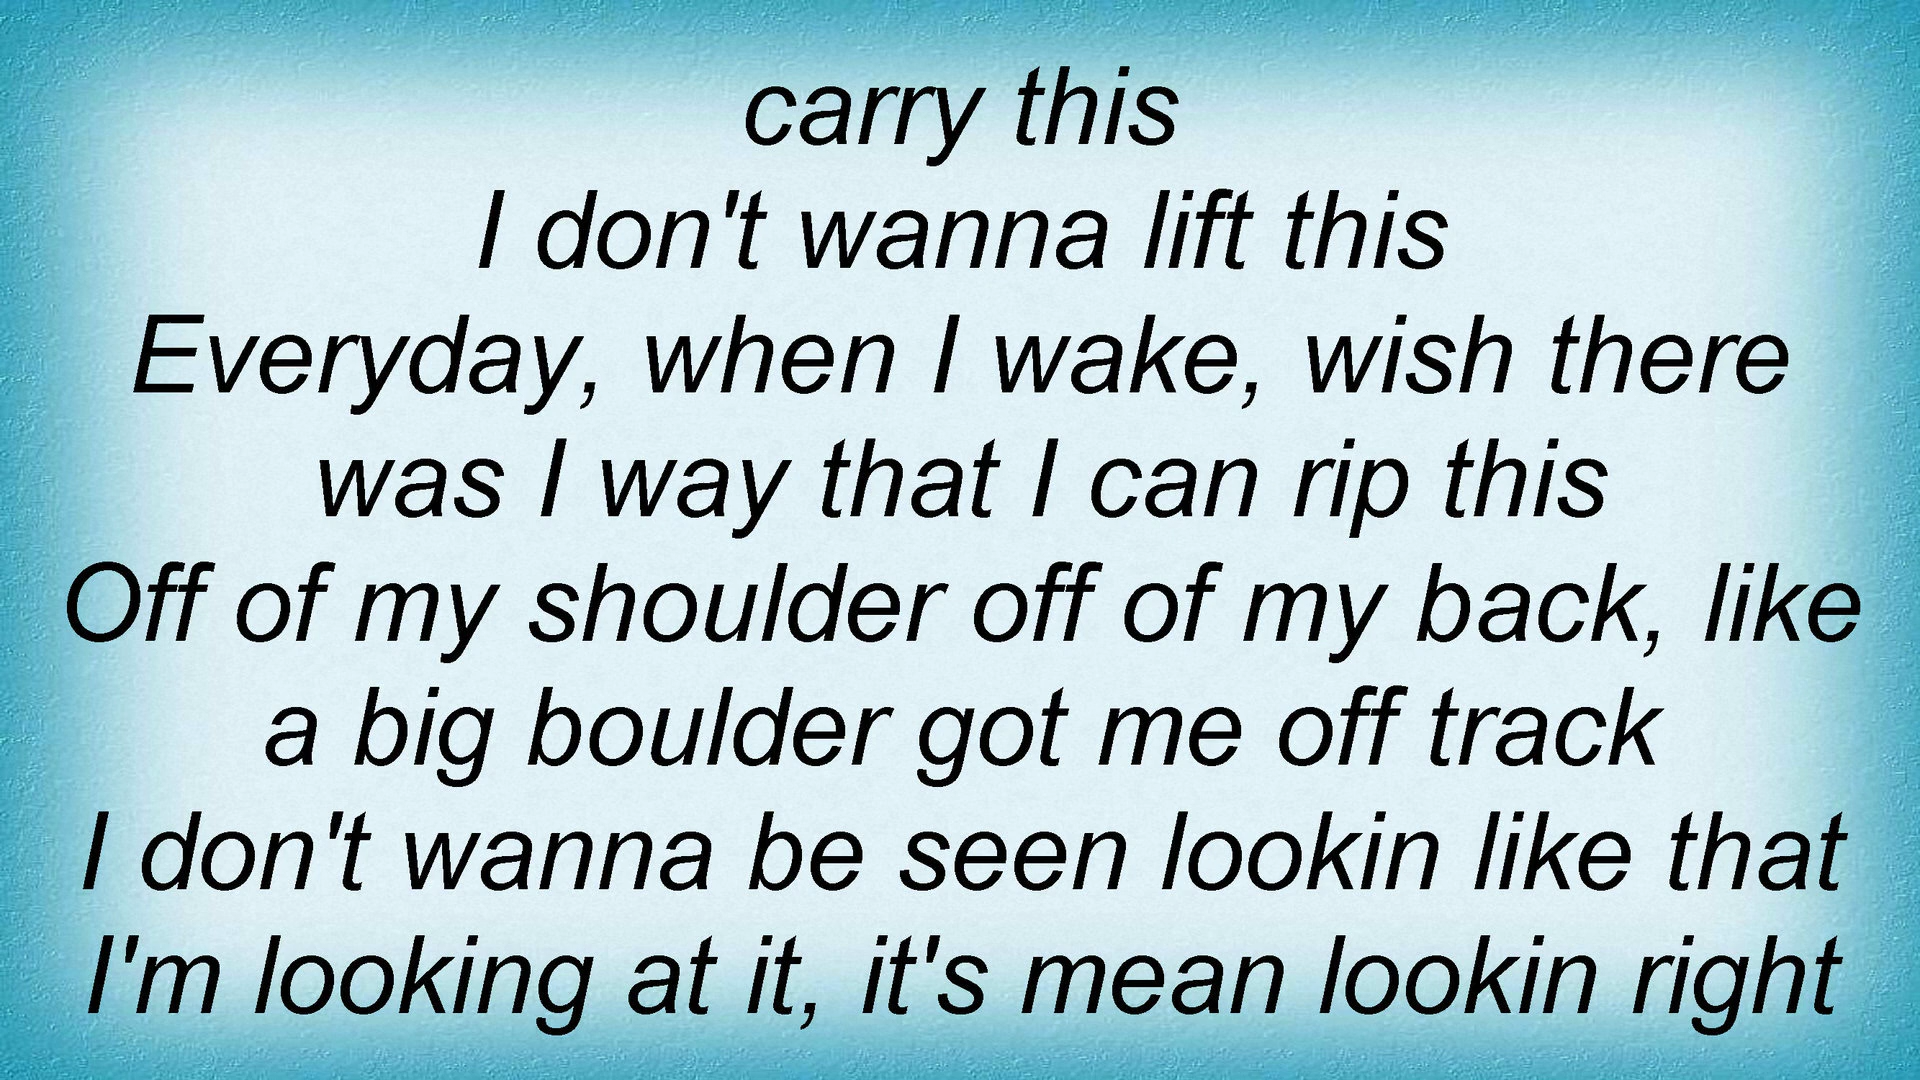 carry this
I don't wanna lift this
Everyday, when I wake, wish there
was I way that I can rip this
Off of my shoulder off of my back, like
a big boulder got me off track
I don't wanna be seen lookin like that
I'm looking at it, it's mean lookin right